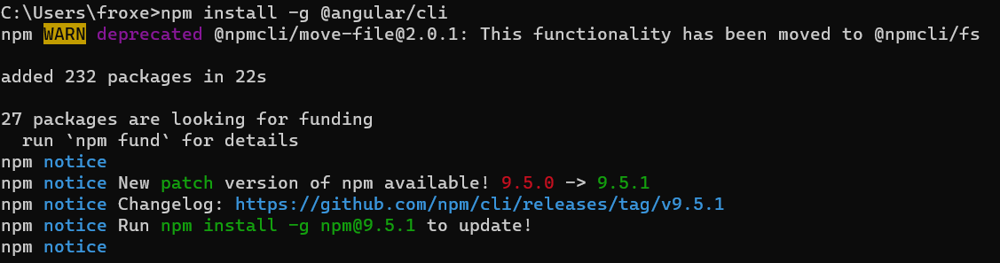 C:\Users\froxe>npm install -g @angular/cli
npm WARN deprecated @npmcli/move-file@2.0.1: This functionality has been moved to @npmcli/fs
added 232 packages in 22s
27 packages are looking for funding
  run `npm fund` for details
npm notice
npm notice New patch version of npm available! 9.5.0 -> 9.5.1
npm notice Changelog: https://github.com/npm/cli/releases/tag/v9.5.1
npm notice Run npm install -g npm@9.5.1 to update!
npm notice